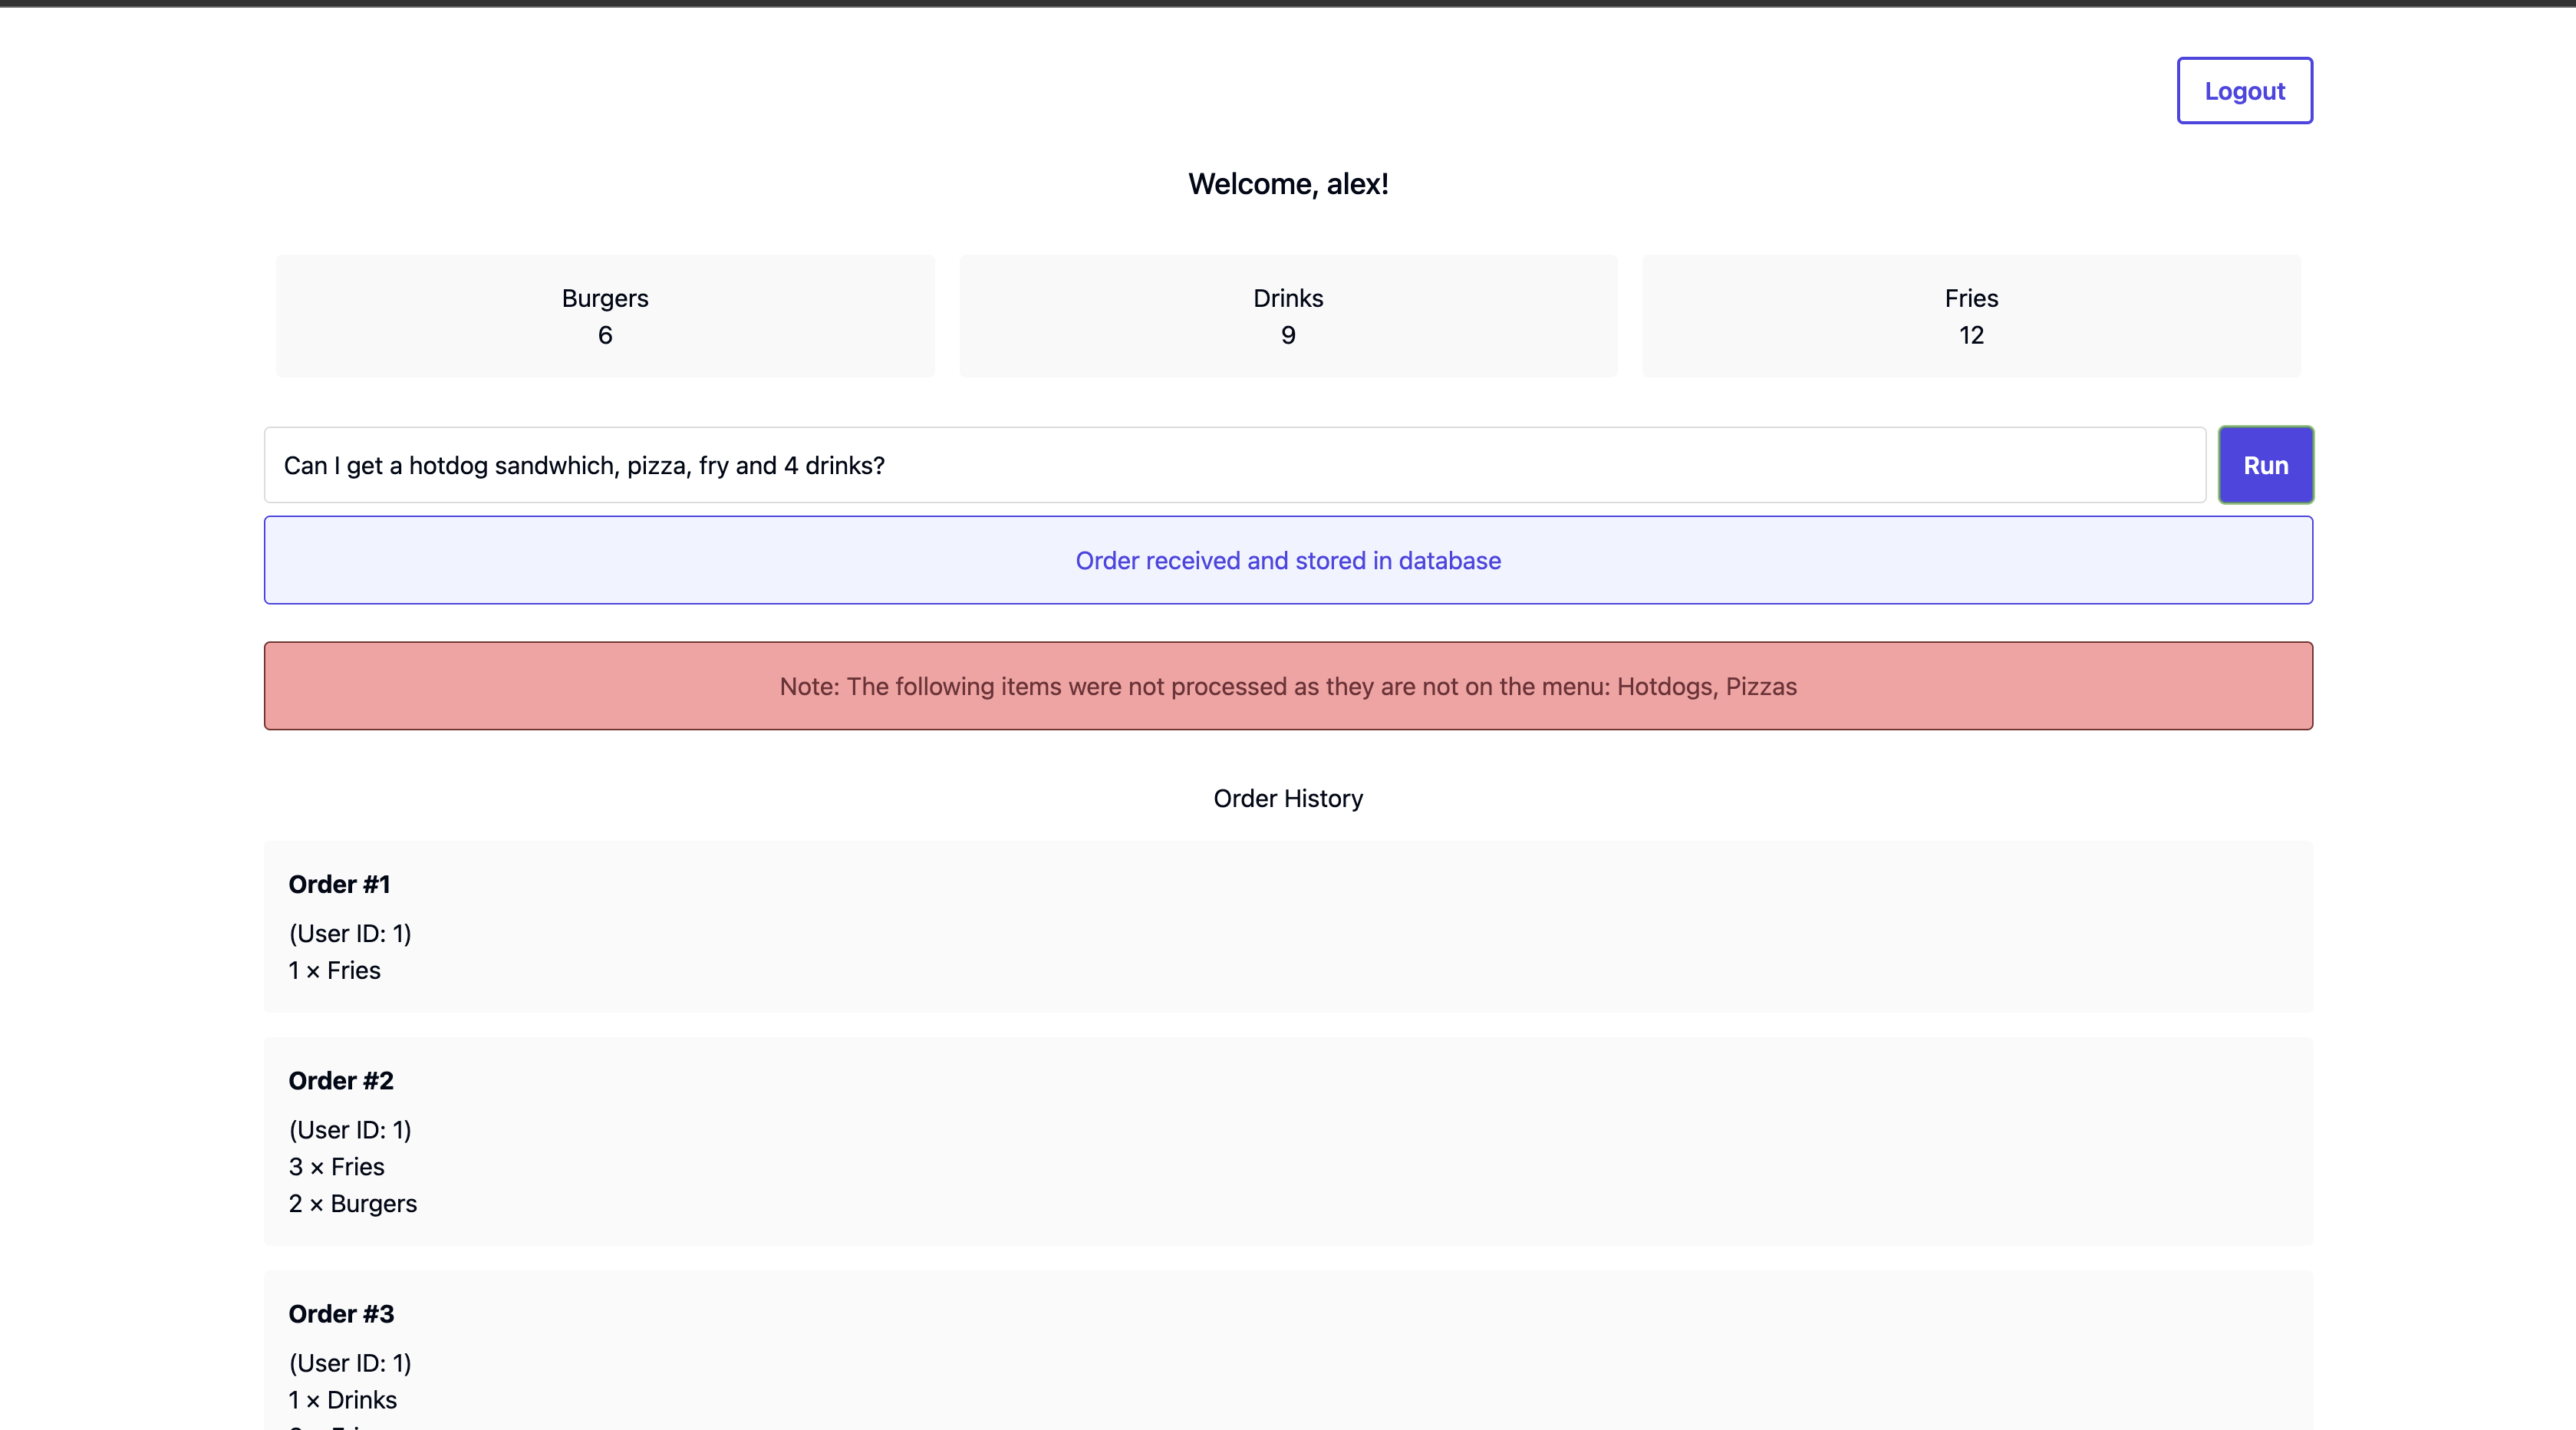 Logout
Welcome, alex!
Burgers
6
Drinks
9
Fries
12
Can I get a hotdog sandwhich, pizza, fry and 4 drinks?
Run
Order received and stored in database
Note: The following items were not processed as they are not on the menu: Hotdogs, Pizzas
Order History
Order #1
(User ID: 1)
1 × Fries
Order #2
(User ID: 1)
3 × Fries
2 × Burgers
Order #3
(User ID: 1)
1 × Drinks